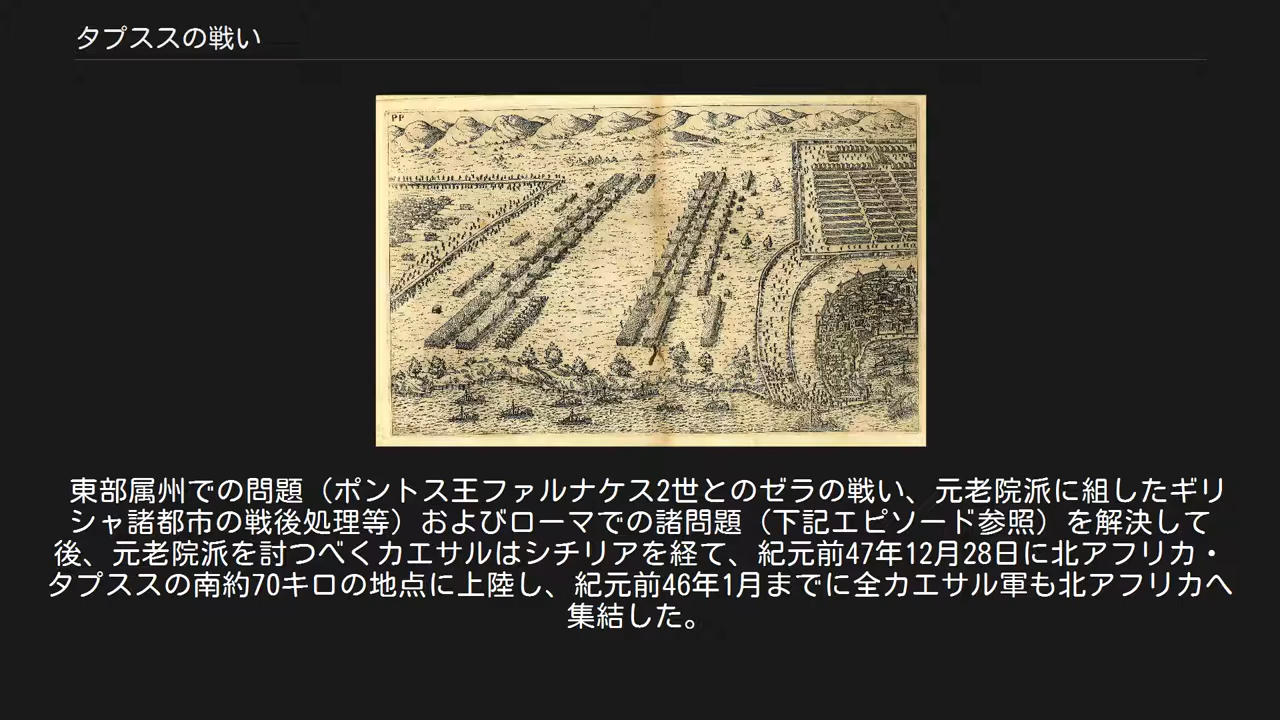 タプススの戦い
PP
東部属州での問題（ポントス王ファルナケス2世とのゼラの戦い、元老院派に組したギリ
シャ諸都市の戦後処理等）およびローマでの諸問題（下記エピソード参照）を解決して
後、元老院派を討つべくカエサルはシチリアを経て、紀元前47年12月28日に北アフリカ・
タプススの南約70キロの地点に上陸し、紀元前46年1月までに全カエサル軍も北アフリカへ
集結した。